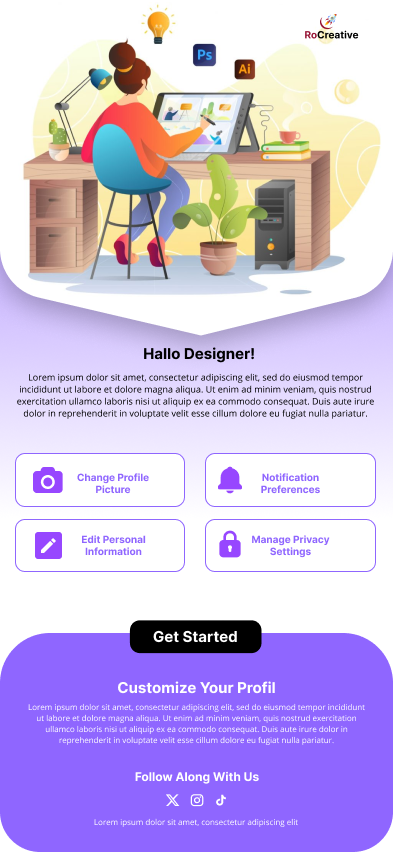 RoCreative
Ps
Ai
Hallo Designer!
Lorem ipsum dolor sit amet, consectetur adipiscing elit, sed do eiusmod tempor
incididunt ut labore et dolore magna aliqua. Ut enim ad minim veniam, quis nostrud
exercitation ullamco laboris nisi ut aliquip ex ea commodo consequat. Duis aute irure
dolor in reprehenderit in voluptate velit esse cillum dolore eu fugiat nulla pariatur.
Change Profile
Picture
Notification
Preferences
Edit Personal
Information
Manage Privacy
Settings
Get Started
Customize Your Profil
Lorem ipsum dolor sit amet, consectetur adipiscing elit, sed do eiusmod tempor incididunt
ut labore et dolore magna aliqua. Ut enim ad minim veniam, quis nostrud exercitation
ullamco laboris nisi ut aliquip ex ea commodo consequat. Duis aute irure dolor in
reprehenderit in voluptate velit esse cillum dolore eu fugiat nulla pariatur.
Follow Along With Us
Lorem ipsum dolor sit amet, consectetur adipiscing elit